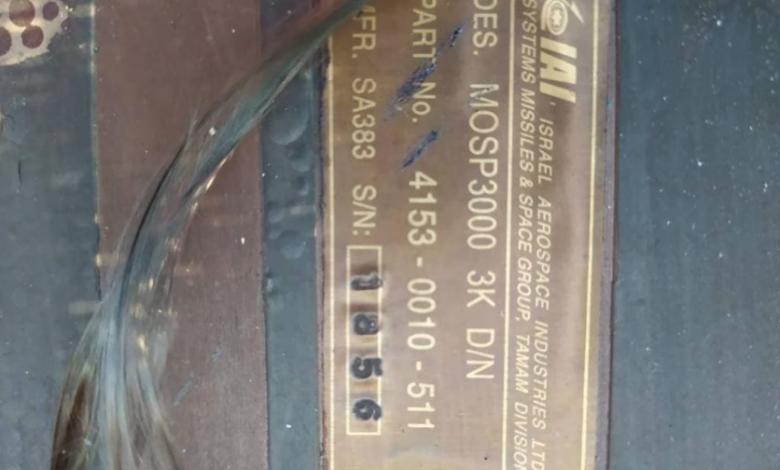 IAI ISRAEL AEROSPACE INDUSTRIES LTD
SYSTEMS MISSILES & SPACE GROUP, TAMAM DIVISION
DES. MOSP3000 3K D/N
PART No. 4153-0010-511
MFR. SA383 S/N: 1856